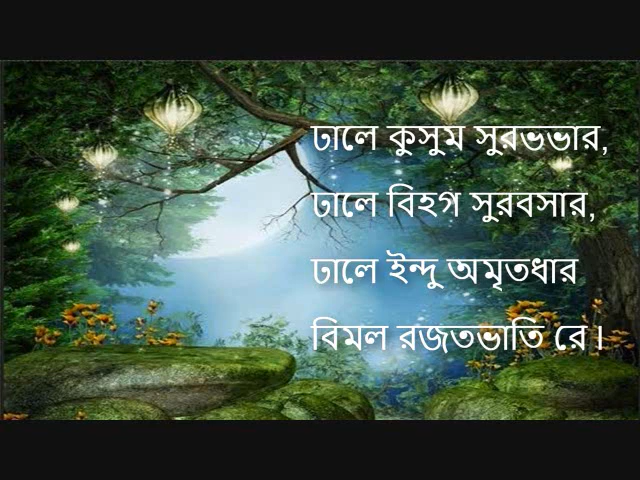 ঢালে কুসুম সুরভভার,
ঢালে বিহগ সুরবসার,
ঢালে ইন্দু অমৃতধার
বিমল রজতভাতি রে।